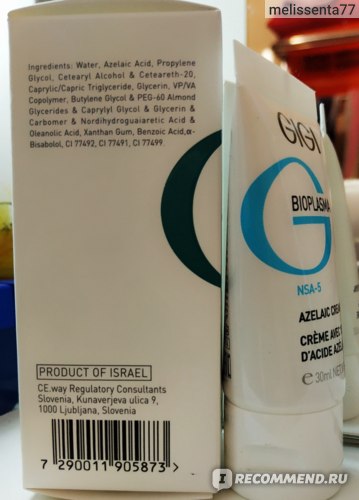 melissenta77
Ingredients: Water, Azelaic Acid, Propylene
Glycol, Cetearyl Alcohol & Ceteareth-20,
Caprylic/Capric Triglyceride, Glycerin, VP/VA
Copolymer, Butylene Glycol & PEG-60 Almond
Glycerides & Caprylyl Glycol & Glycerin &
Carbomer & Nordihydroguaiaretic Acid &
Oleanolic Acid, Xanthan Gum, Benzoic Acid,α-
Bisabolol, CI 77492, CI 77491, CI 77499.
GIGI
BIOPLASMA
NSA-5
AZELAIC CREA
CRÈME AVEC
D'ACIDE AZÉ
30ml NE
PRODUCT OF ISRAEL
CE.way Regulatory Consultants
Slovenia, Kunaverjeva ulica 9,
1000 Ljubljana, Slovenia
7 290011 905873 >
IRECOMMEND.RU